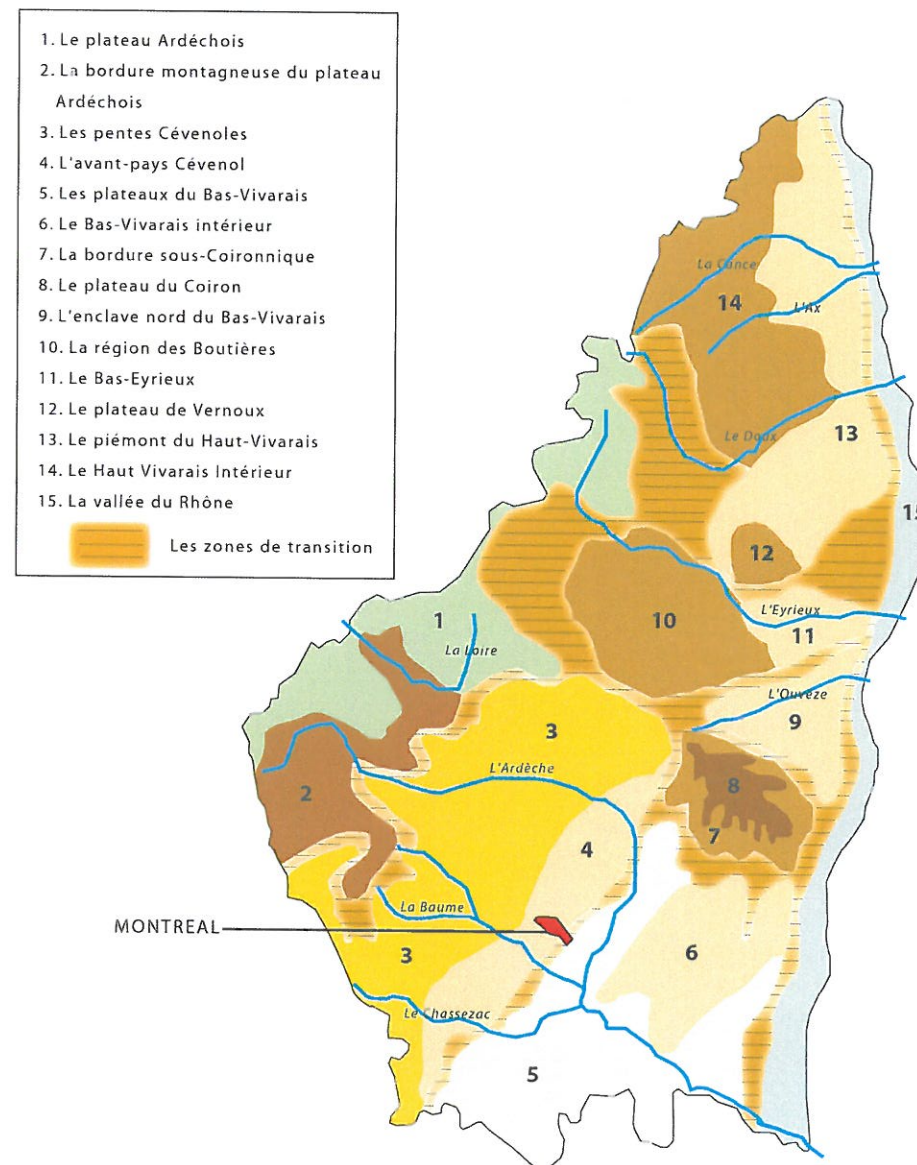 1. Le plateau Ardéchois
2. La bordure montagneuse du plateau
Ardéchois
3. Les pentes Cévenoles
4. L'avant-pays Cévenol
5. Les plateaux du Bas-Vivarais
6. Le Bas-Vivarais intérieur
7. La bordure sous-Coironnique
8. Le plateau du Coiron
9. L'enclave nord du Bas-Vivarais
10. La région des Boutières
11. Le Bas-Eyrieux
12. Le plateau de Vernoux
13. Le piémont du Haut-Vivarais
14. Le Haut Vivarais Intérieur
15. La vallée du Rhône
Les zones de transition
La Cance
14
L'Ax
Le Doux
13
15
12
10
L'Eyrieux
11
1
La Loire
L'Ouvèze
9
3
L'Ardèche
8
2
7
4
La Baume
MONTREAL
3
6
Le Chassezac
5